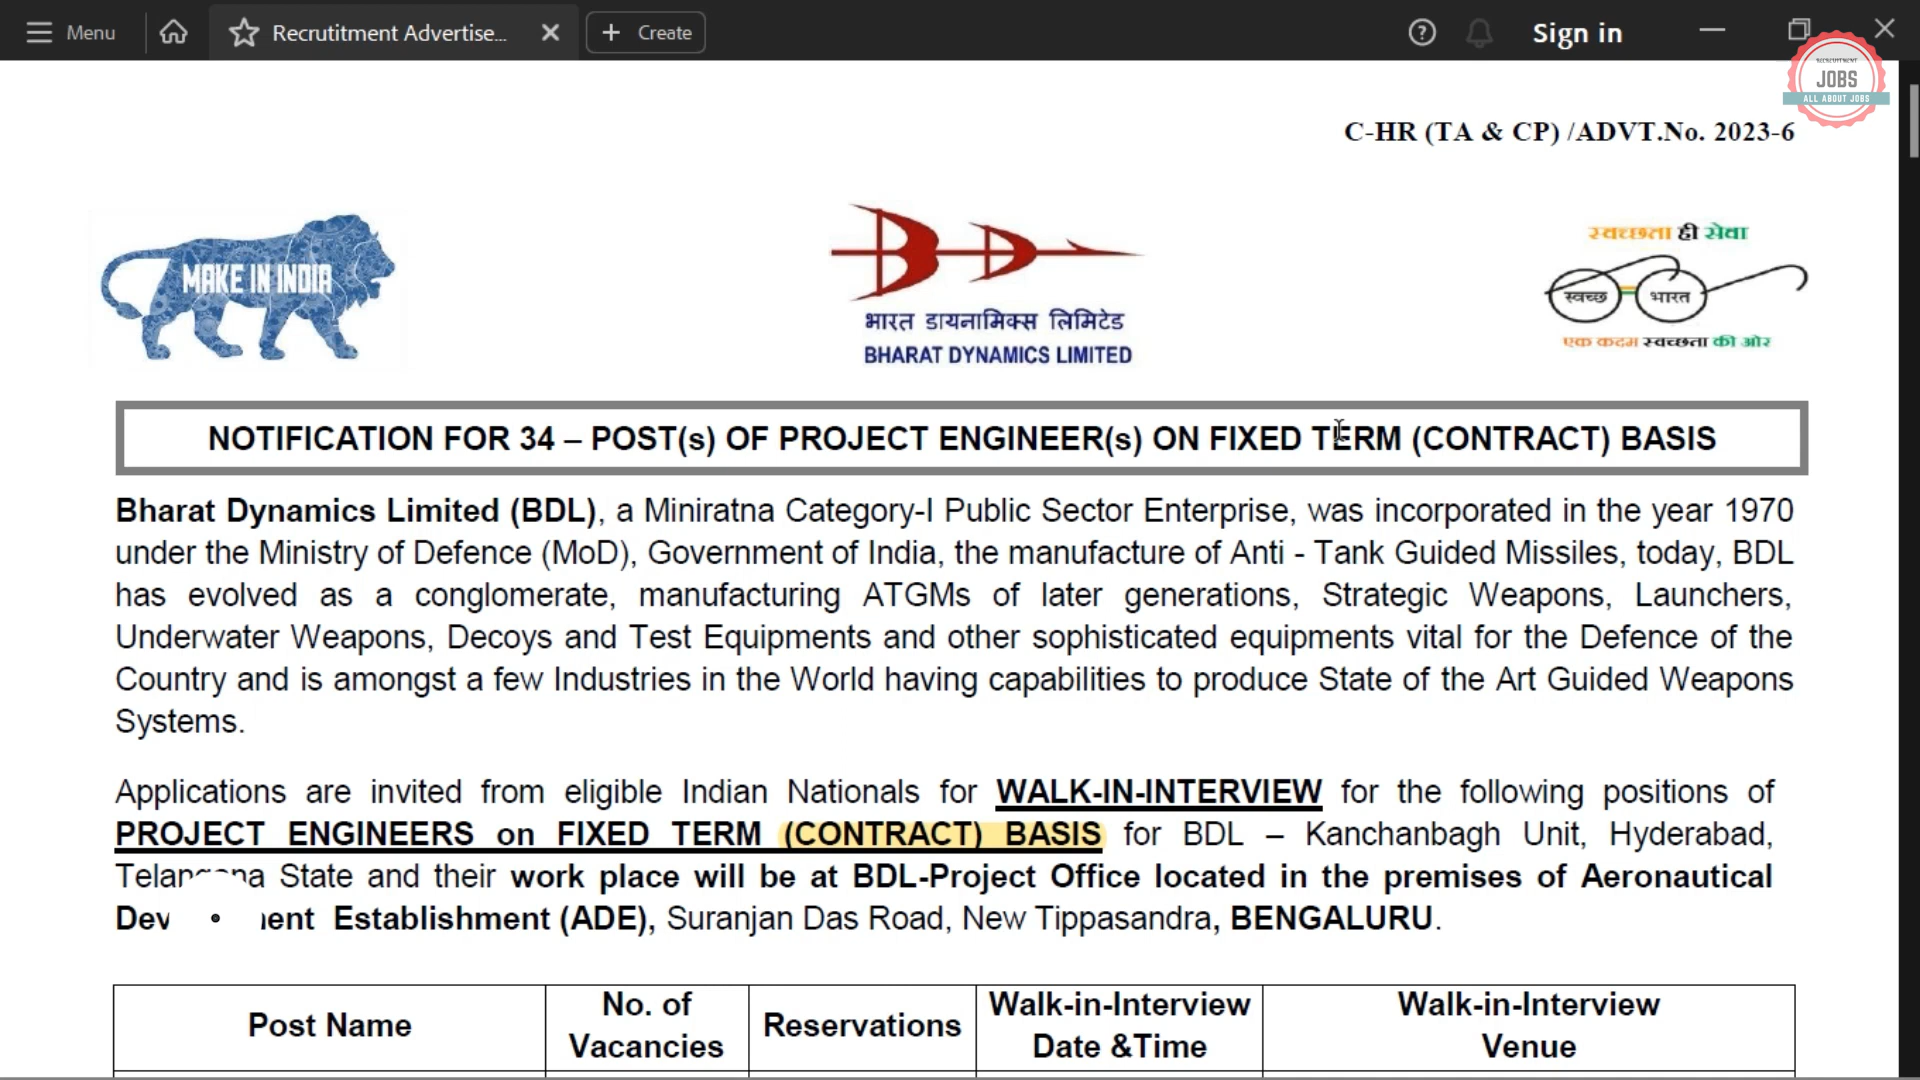 Menu
Recrutitment Advertise...
Create
Sign in
JOBS
ALL ABOUT JOBS
C-HR (TA & CP) /ADVT.No. 2023-6
MAKE IN INDIA
भारत डायनामिक्स लिमिटेड
BHARAT DYNAMICS LIMITED
स्वच्छता ही सेवा
स्वच्छ भारत
एक कदम स्वच्छता की ओर
NOTIFICATION FOR 34 – POST(s) OF PROJECT ENGINEER(s) ON FIXED TERM (CONTRACT) BASIS
Bharat Dynamics Limited (BDL), a Miniratna Category-I Public Sector Enterprise, was incorporated in the year 1970
under the Ministry of Defence (MoD), Government of India, the manufacture of Anti - Tank Guided Missiles, today, BDL
has evolved as a conglomerate, manufacturing ATGMs of later generations, Strategic Weapons, Launchers,
Underwater Weapons, Decoys and Test Equipments and other sophisticated equipments vital for the Defence of the
Country and is amongst a few Industries in the World having capabilities to produce State of the Art Guided Weapons
Systems.
Applications are invited from eligible Indian Nationals for WALK-IN-INTERVIEW for the following positions of
PROJECT ENGINEERS on FIXED TERM (CONTRACT) BASIS for BDL – Kanchanbagh Unit, Hyderabad,
Telangana State and their work place will be at BDL-Project Office located in the premises of Aeronautical
Establishment (ADE), Suranjan Das Road, New Tippasandra, BENGALURU.
Post Name
No. of Vacancies
Reservations
Walk-in-Interview Date &Time
Walk-in-Interview Venue